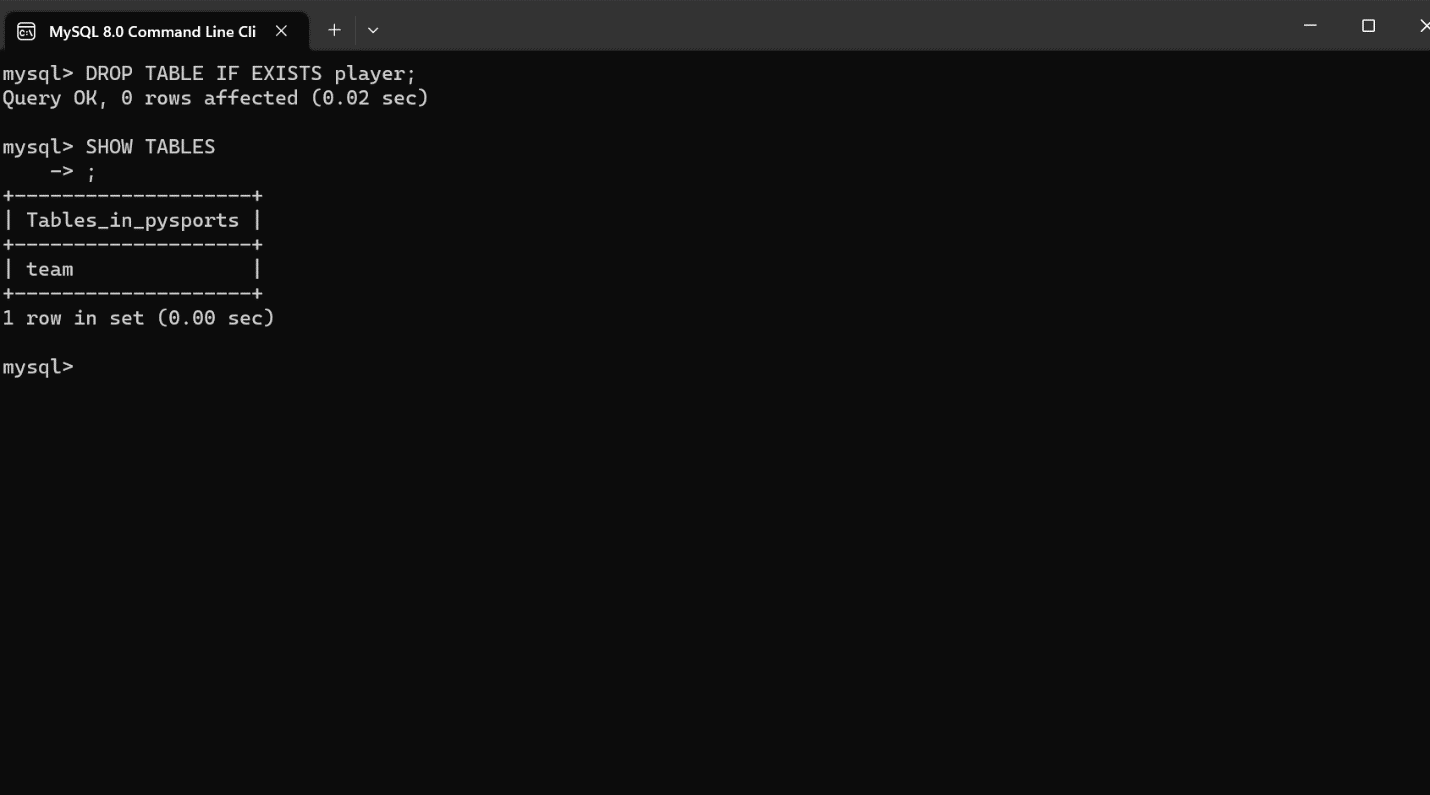 MySQL 8.0 Command Line Cli
mysql> DROP TABLE IF EXISTS player;
Query OK, 0 rows affected (0.02 sec)
mysql> SHOW TABLES
    -> ;
+--------------------+
| Tables_in_pysports |
+--------------------+
| team               |
+--------------------+
1 row in set (0.00 sec)
mysql>